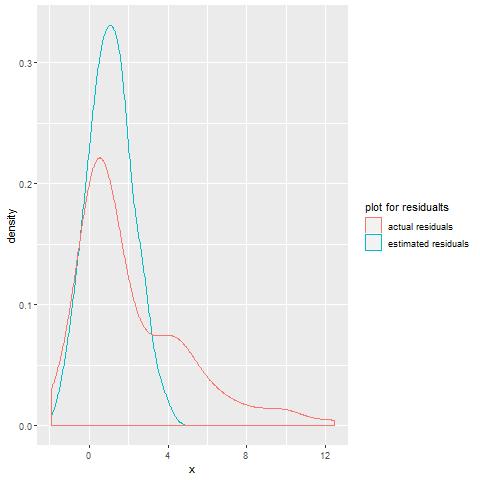 0.3
0.2
0.1
0.0
density
0
4
8
12
x
plot for residualts
actual residuals
estimated residuals